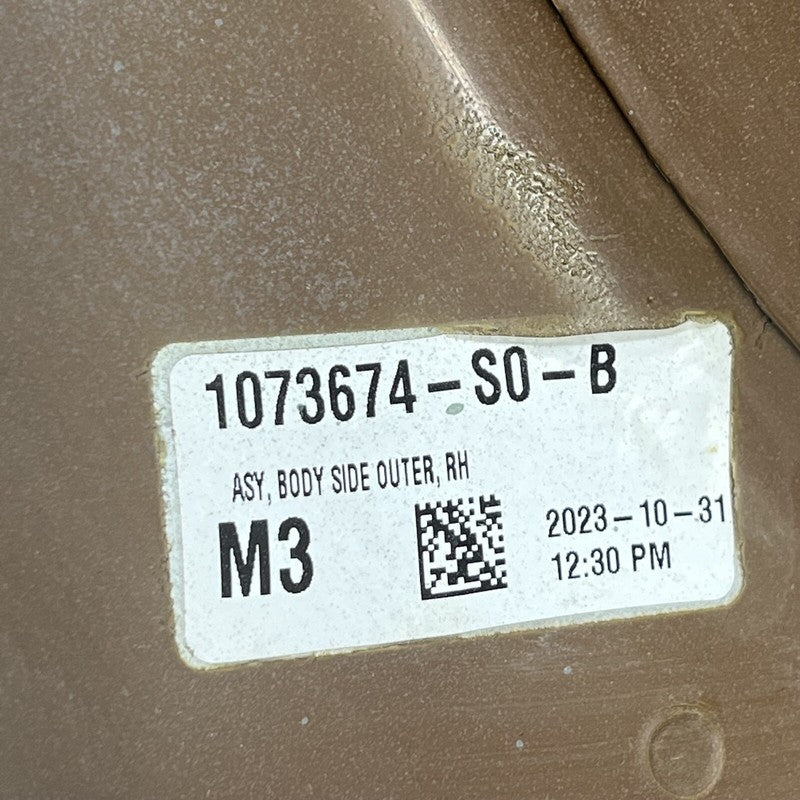 1073674-S0-B
ASY, BODY SIDE OUTER, RH
M3
2023-10-31
12:30 PM